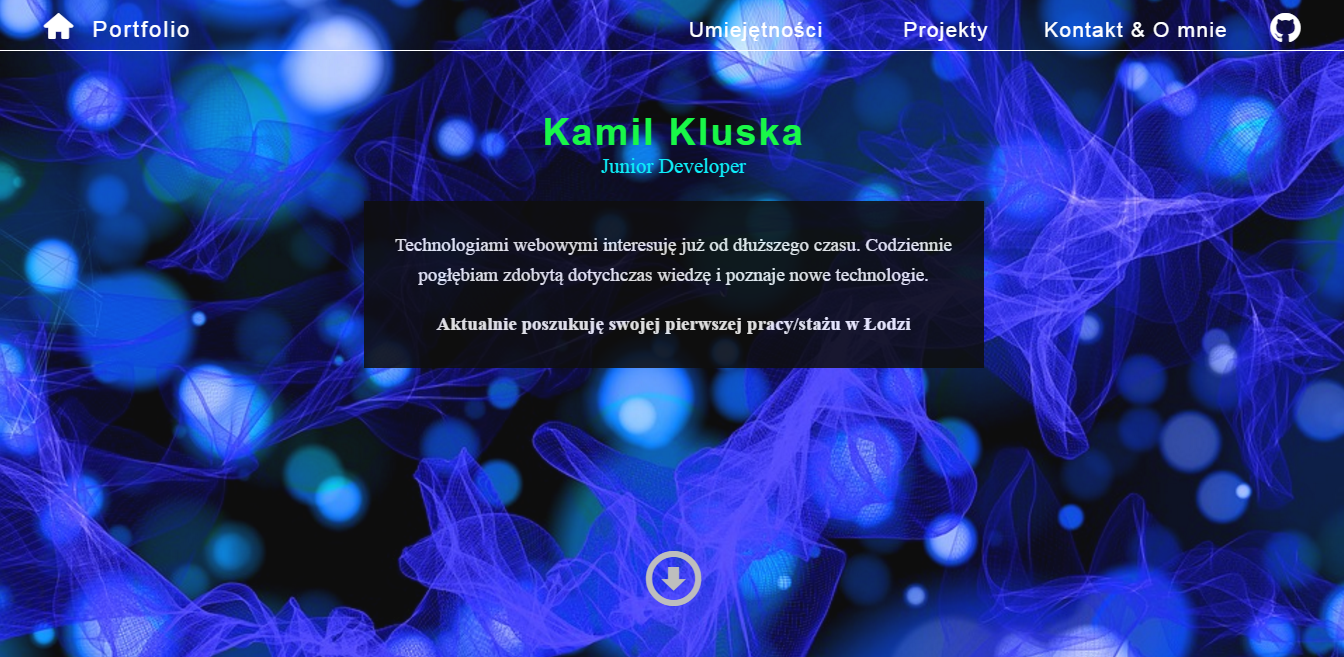 Portfolio
Umiejętności
Projekty
Kontakt & O mnie
Kamil Kluska
Junior Developer
Technologiami webowymi interesuję już od dłuższego czasu. Codziennie
pogłębiam zdobytą dotychczas wiedzę i poznaje nowe technologie.
Aktualnie poszukuję swojej pierwszej pracy/stażu w Łodzi